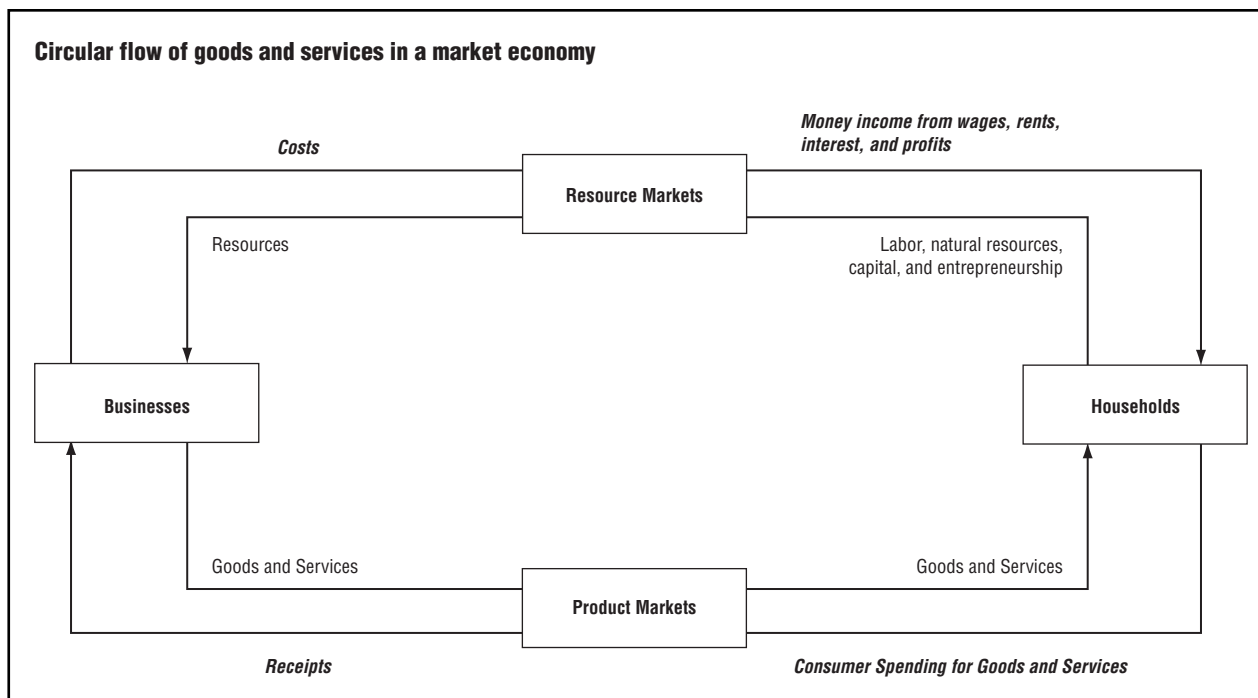 Circular flow of goods and services in a market economy
Costs
Money income from wages, rents,
interest, and profits
Resource Markets
Resources
Labor, natural resources,
capital, and entrepreneurship
Businesses
Households
Goods and Services
Goods and Services
Product Markets
Receipts
Consumer Spending for Goods and Services